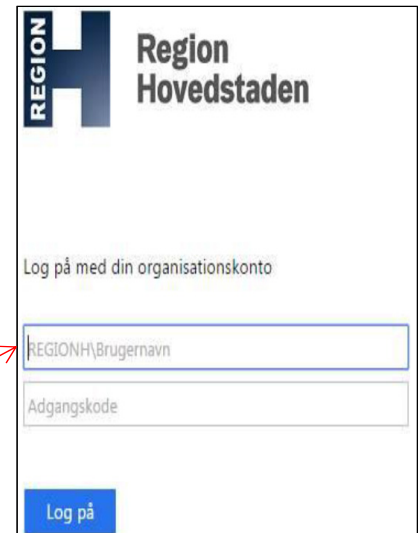 REGION
Region
Hovedstaden
Log på med din organisationskonto
REGIONH\Brugernavn
Adgangskode
Log på